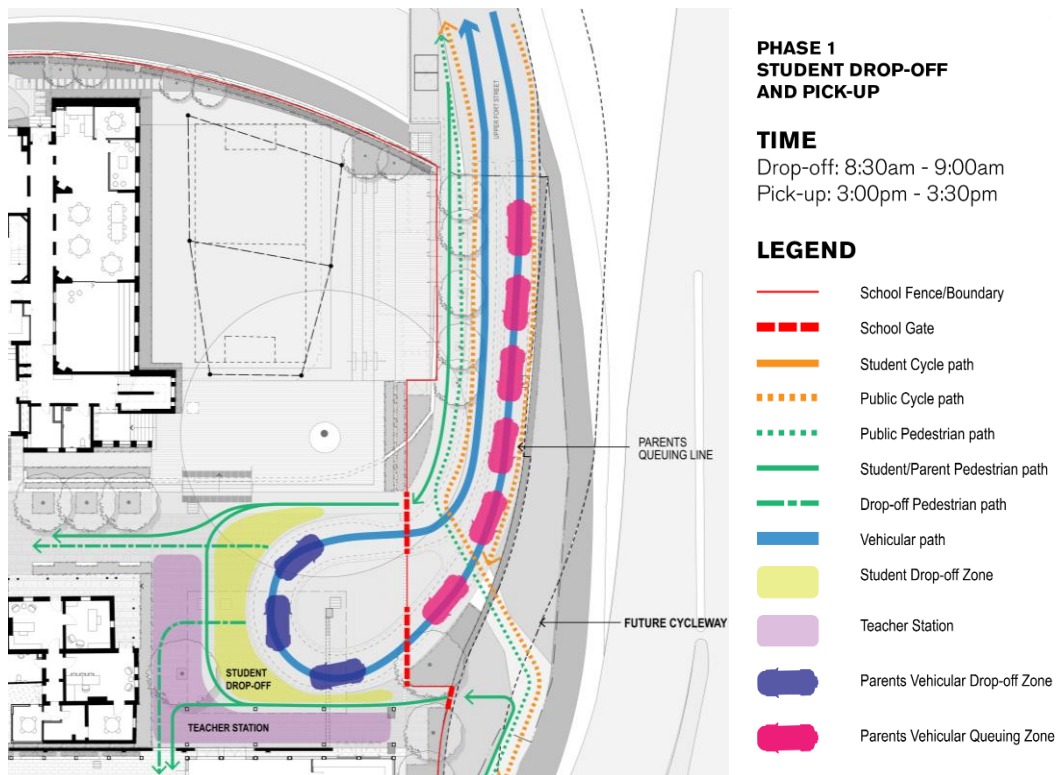 PHASE 1
STUDENT DROP-OFF
AND PICK-UP
TIME
Drop-off: 8:30am - 9:00am
Pick-up: 3:00pm - 3:30pm
LEGEND
School Fence/Boundary
School Gate
Student Cycle path
Public Cycle path
Public Pedestrian path
Student/Parent Pedestrian path
Drop-off Pedestrian path
Vehicular path
Student Drop-off Zone
Teacher Station
Parents Vehicular Drop-off Zone
Parents Vehicular Queuing Zone
UPPER FORT STREET
PARENTS
QUEUING LINE
FUTURE CYCLEWAY
STUDENT
DROP-OFF
TEACHER STATION